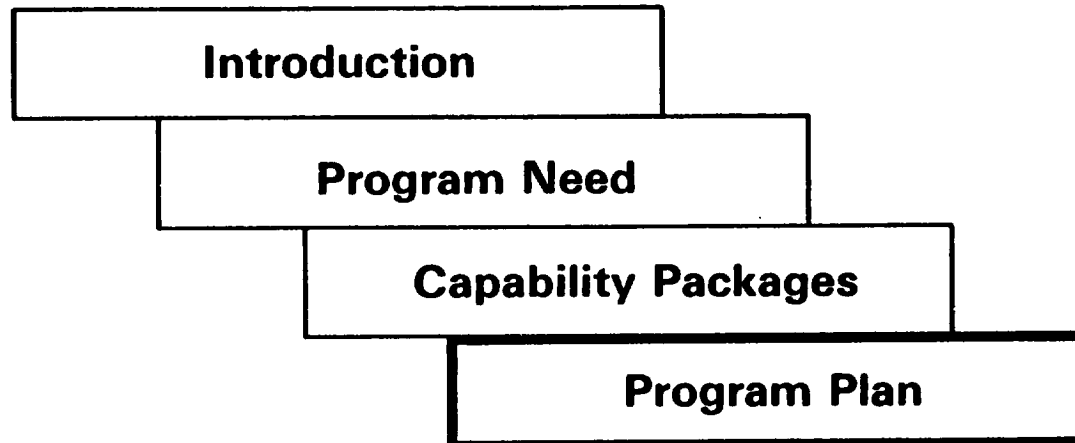 Introduction
Program Need
Capability Packages
Program Plan